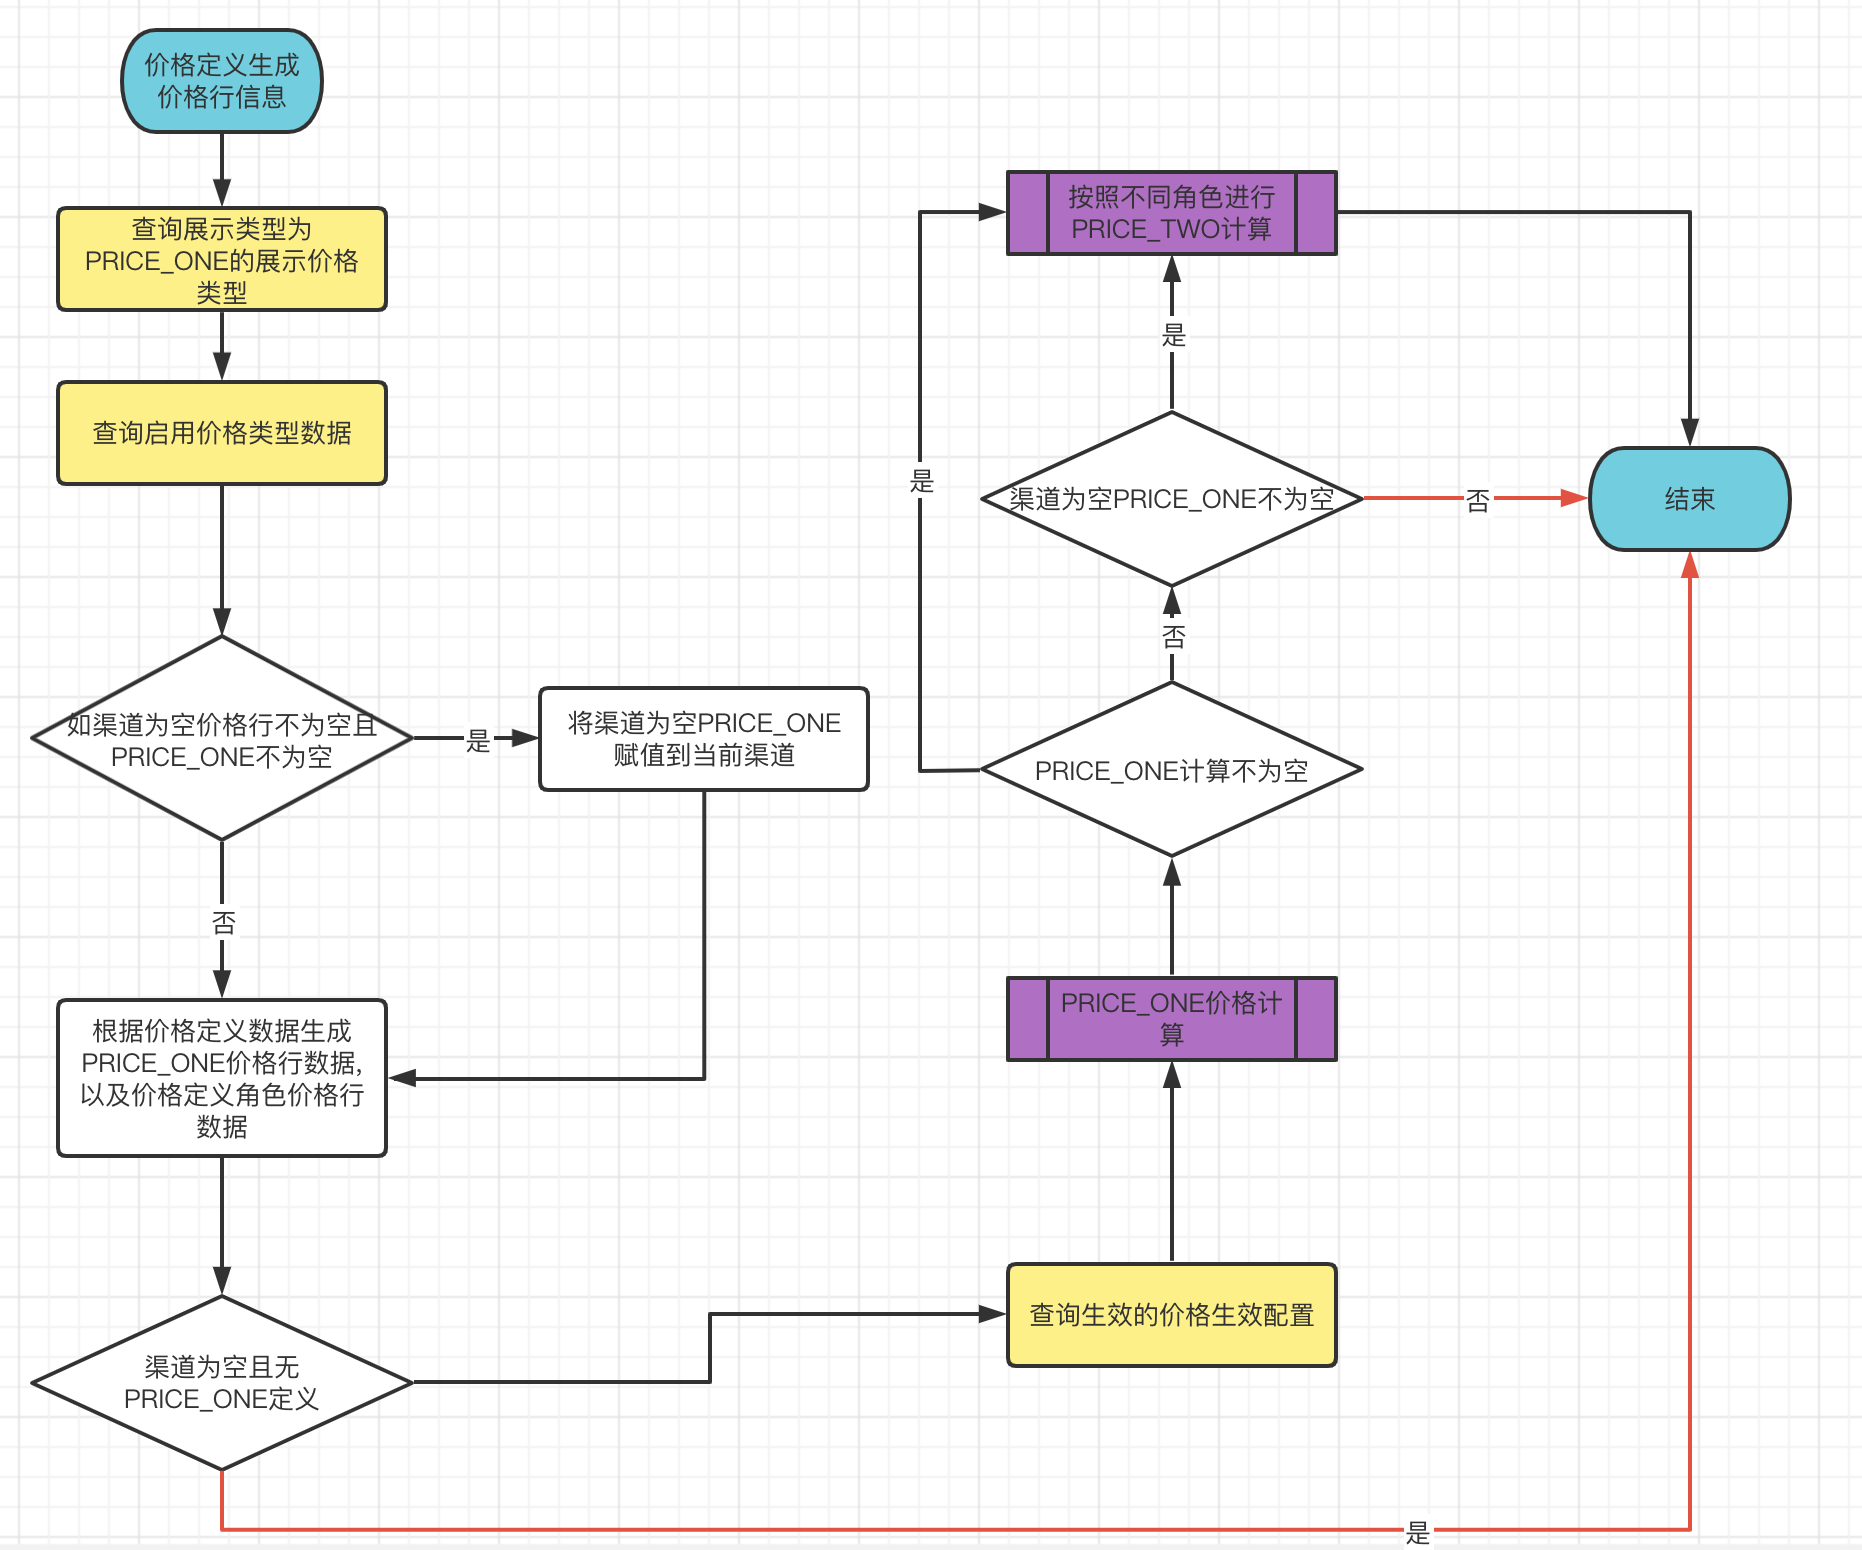 价格定义生成
价格行信息
查询展示类型为
PRICE_ONE的展示价格
类型
查询启用价格类型数据
如渠道为空价格行不为空且
PRICE_ONE不为空
是
将渠道为空PRICE_ONE
赋值到当前渠道
否
根据价格定义数据生成
PRICE_ONE价格行数据,
以及价格定义角色价格行
数据
渠道为空且无
PRICE_ONE定义
是
查询生效的价格生效配置
PRICE_ONE价格计
算
PRICE_ONE计算不为空
是
否
渠道为空PRICE_ONE不为空
是
否
按照不同角色进行
PRICE_TWO计算
结束